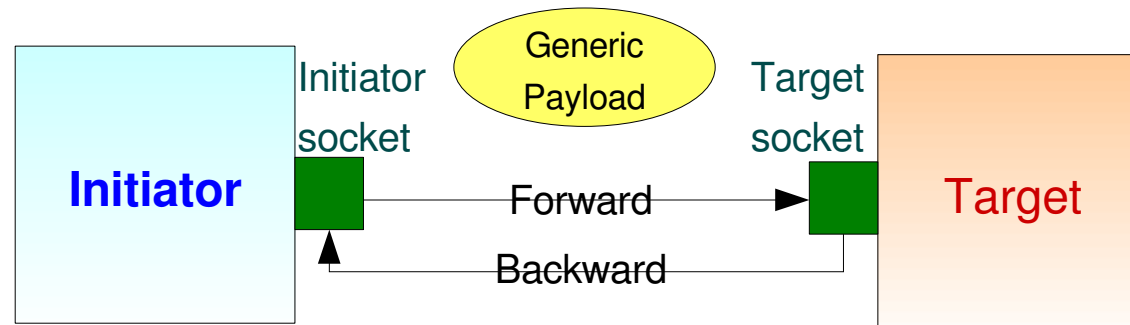 Generic
Payload
Initiator
socket
Target
socket
Initiator
Forward
Target
Backward